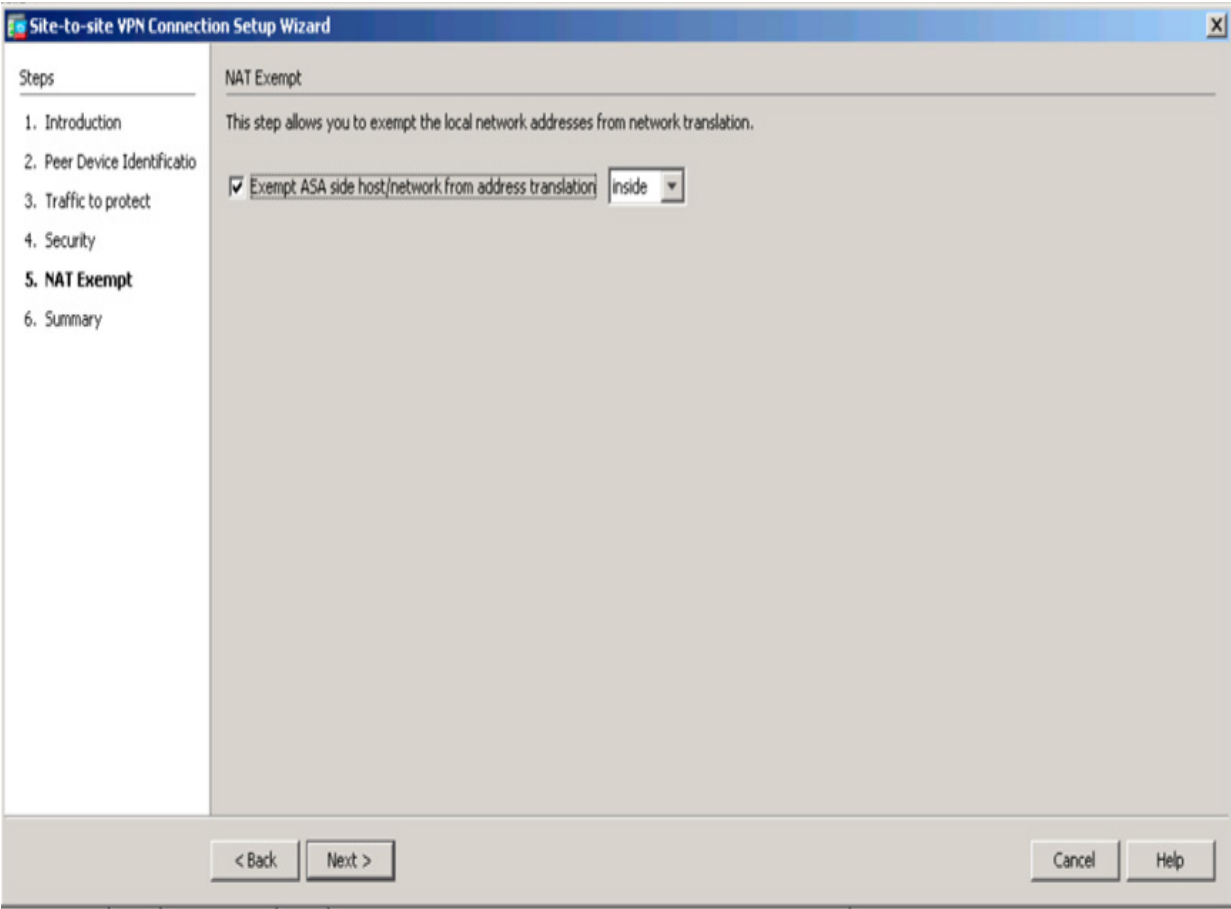 Site-to-site VPN Connection Setup Wizard
Steps
1. Introduction
2. Peer Device Identificatio
3. Traffic to protect
4. Security
5. NAT Exempt
6. Summary
NAT Exempt
This step allows you to exempt the local network addresses from network translation.
Exempt ASA side host/network from address translation inside
< Back Next > Cancel Help